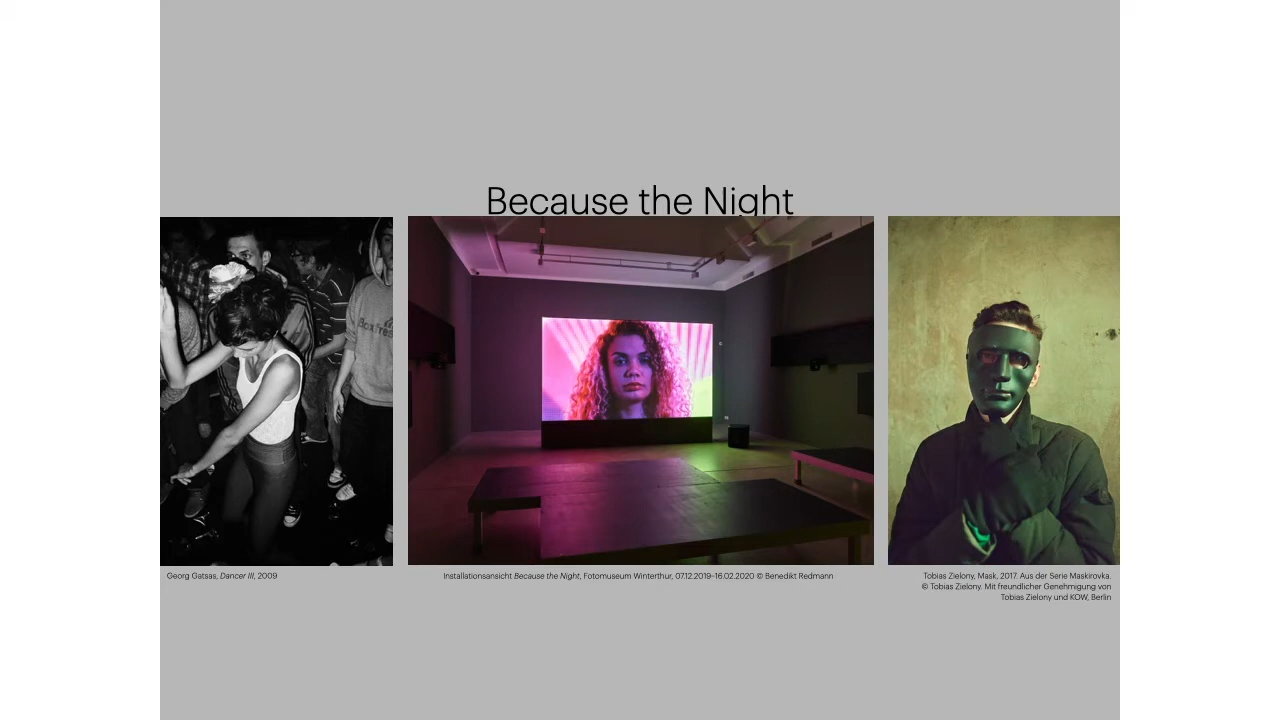 Because the Night
Boxfres
Georg Gatsas, Dancer III, 2009
Installationsansicht Because the Night, Fotomuseum Winterthur, 07.12.2019–16.02.2020 © Benedikt Redmann
Tobias Zielony, Mask, 2017. Aus der Serie Maskirovka.
© Tobias Zielony. Mit freundlicher Genehmigung von
Tobias Zielony und KOW, Berlin